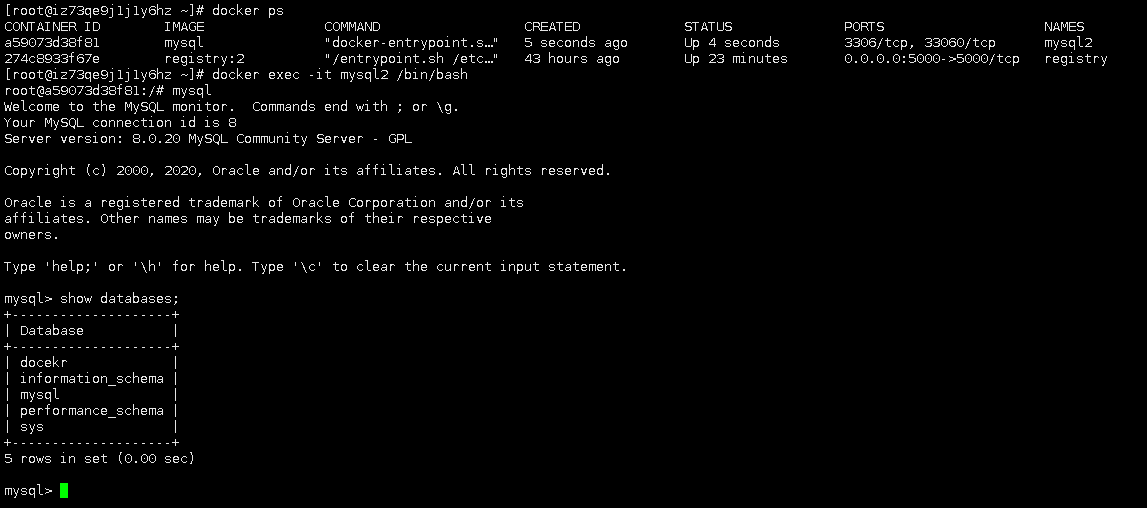 [root@iz73qe9j1j1y6hz ~]# docker ps
CONTAINER ID        IMAGE               COMMAND                  CREATED             STATUS              PORTS                    NAMES
a59073d38f81        mysql               "docker-entrypoint.s…"   5 seconds ago       Up 4 seconds        3306/tcp, 33060/tcp      mysql2
274c8933f67e        registry:2          "/entrypoint.sh /etc…"   43 hours ago        Up 23 minutes       0.0.0.0:5000->5000/tcp   registry
[root@iz73qe9j1j1y6hz ~]# docker exec -it mysql2 /bin/bash
root@a59073d38f81:/# mysql
Welcome to the MySQL monitor.  Commands end with ; or \g.
Your MySQL connection id is 8
Server version: 8.0.20 MySQL Community Server - GPL
Copyright (c) 2000, 2020, Oracle and/or its affiliates. All rights reserved.
Oracle is a registered trademark of Oracle Corporation and/or its
affiliates. Other names may be trademarks of their respective
owners.
Type 'help;' or '\h' for help. Type '\c' to clear the current input statement.
mysql> show databases;
+--------------------+
| Database           |
+--------------------+
| docekr             |
| information_schema |
| mysql              |
| performance_schema |
| sys                |
+--------------------+
5 rows in set (0.00 sec)
mysql>